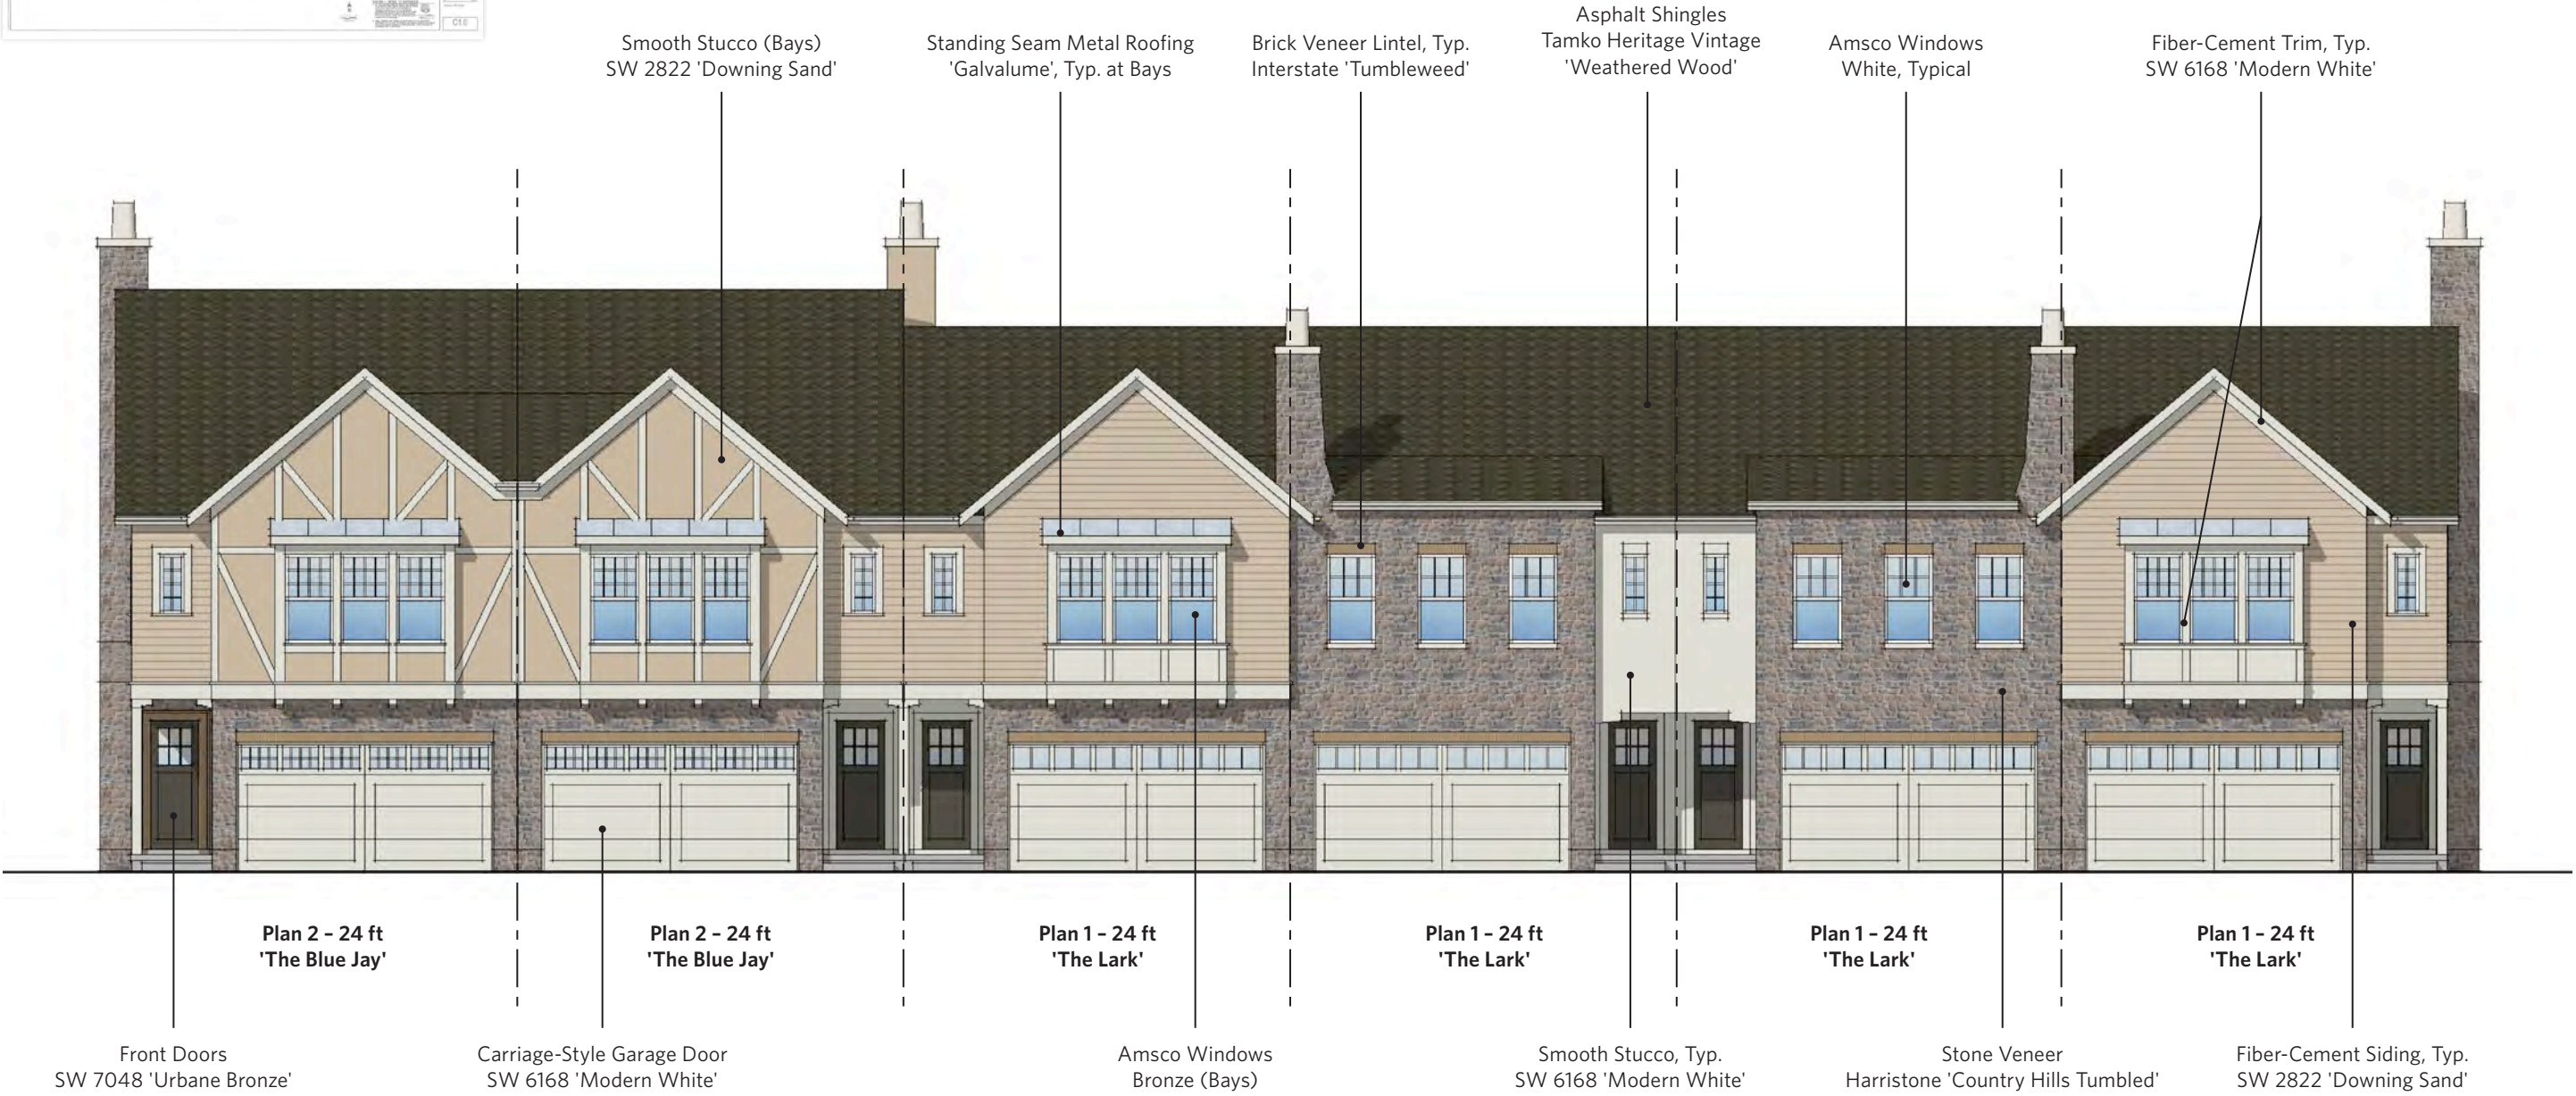 C1.0
Smooth Stucco (Bays)
SW 2822 'Downing Sand'
Standing Seam Metal Roofing
'Galvalume', Typ. at Bays
Brick Veneer Lintel, Typ.
Interstate 'Tumbleweed'
Asphalt Shingles
Tamko Heritage Vintage
'Weathered Wood'
Amsco Windows
White, Typical
Fiber-Cement Trim, Typ.
SW 6168 'Modern White'
Plan 2 – 24 ft
'The Blue Jay'
Plan 2 – 24 ft
'The Blue Jay'
Plan 1 – 24 ft
'The Lark'
Plan 1 – 24 ft
'The Lark'
Plan 1 – 24 ft
'The Lark'
Plan 1 – 24 ft
'The Lark'
Front Doors
SW 7048 'Urbane Bronze'
Carriage-Style Garage Door
SW 6168 'Modern White'
Amsco Windows
Bronze (Bays)
Smooth Stucco, Typ.
SW 6168 'Modern White'
Stone Veneer
Harristone 'Country Hills Tumbled'
Fiber-Cement Siding, Typ.
SW 2822 'Downing Sand'